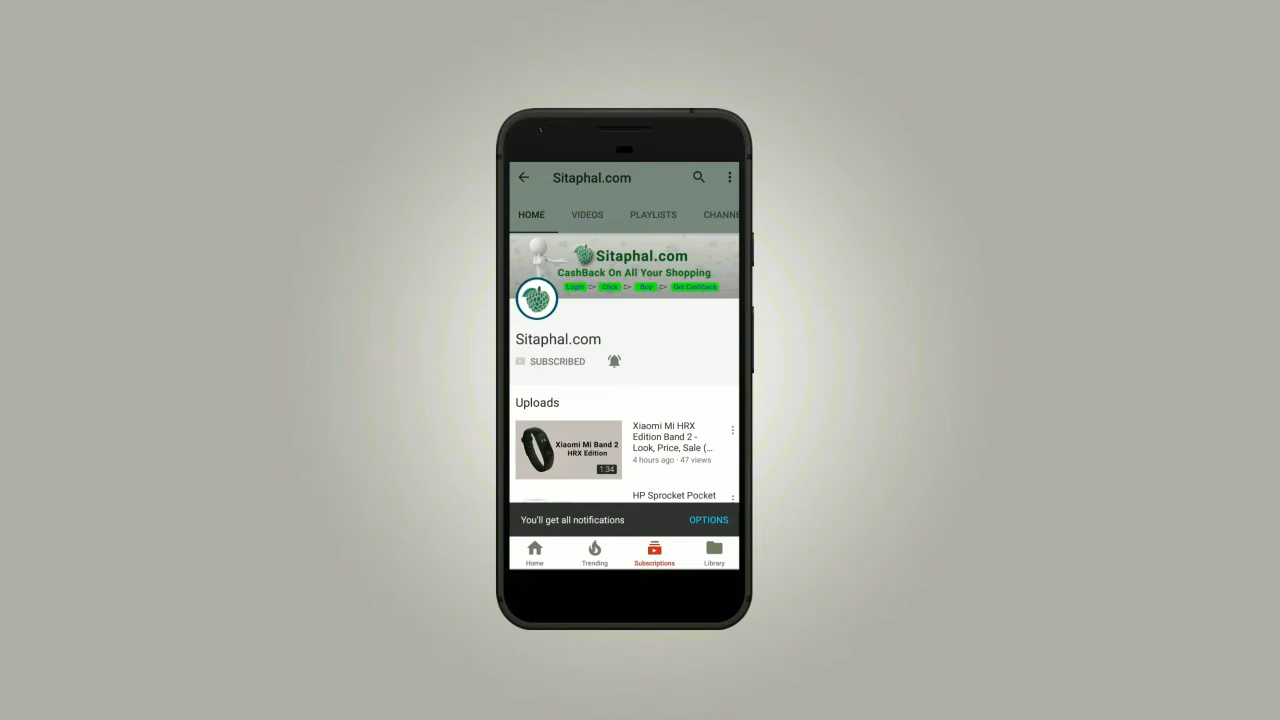 Sitaphal.com
HOME VIDEOS PLAYLISTS CHANNE
Sitaphal.com
CashBack On All Your Shopping
Login Click Buy Get Cashback
Sitaphal.com
SUBSCRIBED
Uploads
Xiaomi Mi Band 2
HRX Edition
1:34
Xiaomi Mi HRX
Edition Band 2 -
Look, Price, Sale (...
4 hours ago · 47 views
HP Sprocket Pocket
You'll get all notifications OPTIONS
Home Trending Subscriptions Library